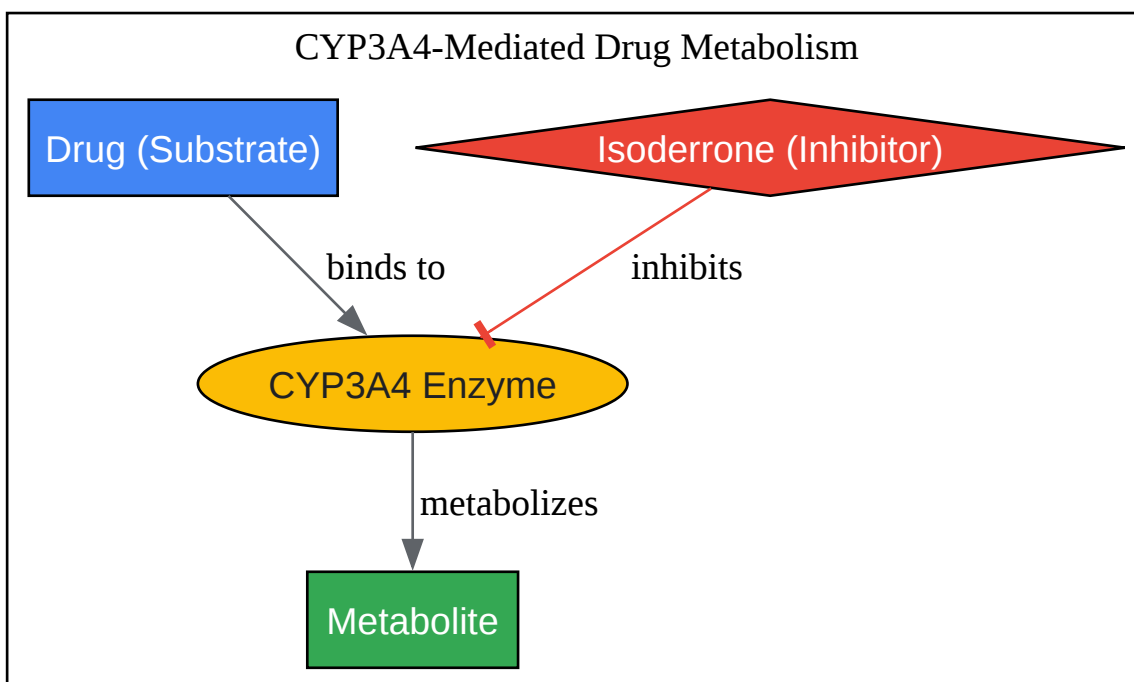 CYP3A4-Mediated Drug Metabolism
Drug (Substrate)
Isoderrone (Inhibitor)
binds to
inhibits
CYP3A4 Enzyme
metabolizes
Metabolite